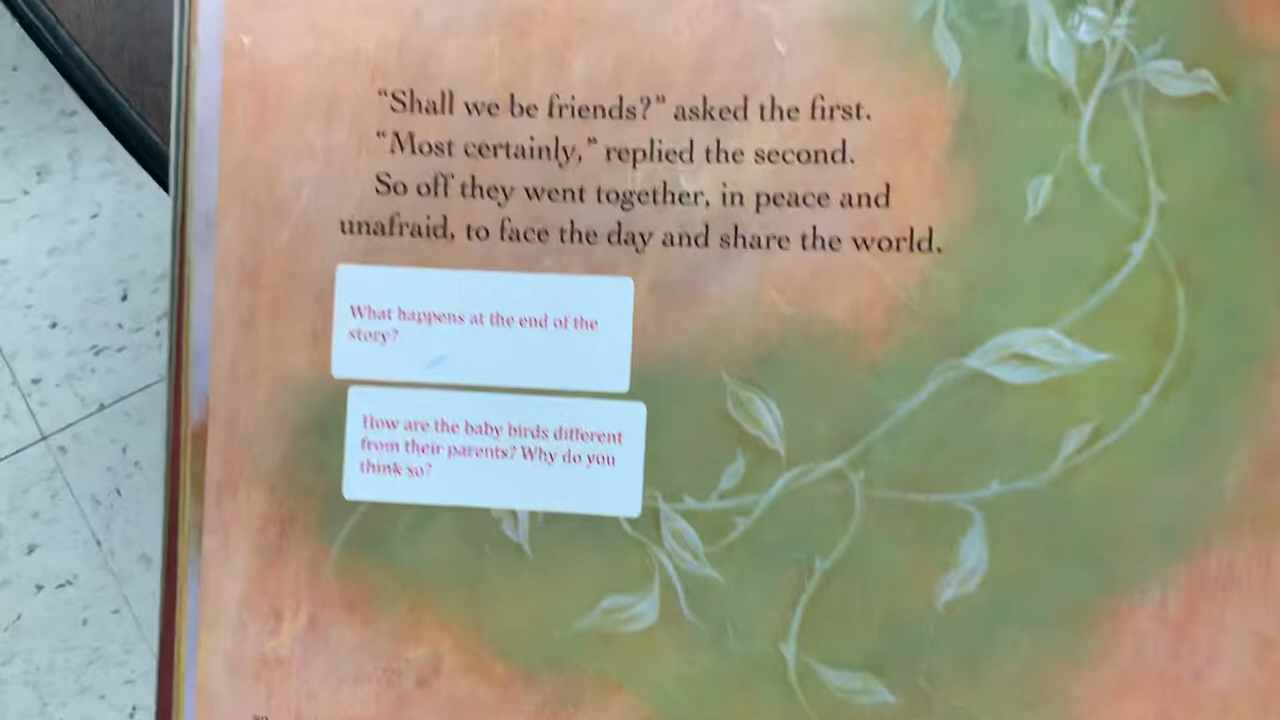 “Shall we be friends?” asked the first.
“Most certainly,” replied the second.
So off they went together, in peace and
unafraid, to face the day and share the world.
What happens at the end of the
story?
How are the baby birds different
from their parents? Why do you
think so?